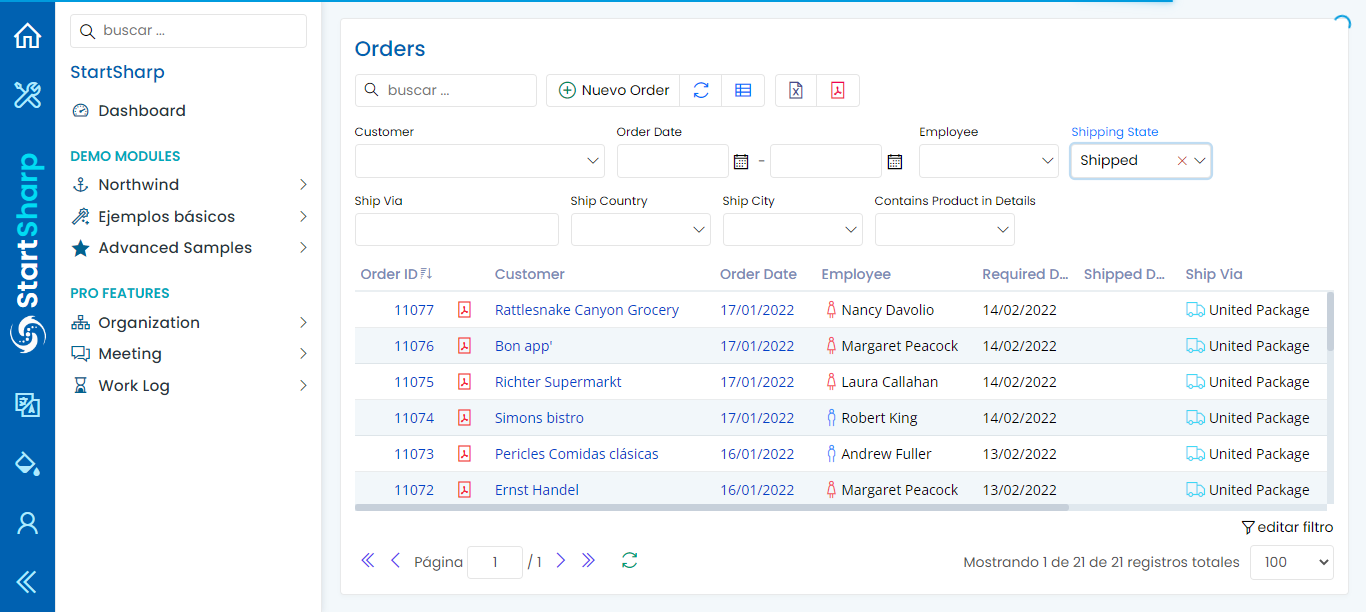 StartSharp
buscar ...
StartSharp
Dashboard
DEMO MODULES
Northwind
Ejemplos básicos
Advanced Samples
PRO FEATURES
Organization
Meeting
Work Log
Orders
buscar ...
Nuevo Order
Customer
Order Date
Employee
Shipping State
-
Shipped
Ship Via
Ship Country
Ship City
Contains Product in Details
Order ID Customer Order Date Employee Required D... Shipped D... Ship Via
11077 Rattlesnake Canyon Grocery 17/01/2022 Nancy Davolio 14/02/2022 United Package
11076 Bon app' 17/01/2022 Margaret Peacock 14/02/2022 United Package
11075 Richter Supermarkt 17/01/2022 Laura Callahan 14/02/2022 United Package
11074 Simons bistro 17/01/2022 Robert King 14/02/2022 United Package
11073 Pericles Comidas clásicas 16/01/2022 Andrew Fuller 13/02/2022 United Package
11072 Ernst Handel 16/01/2022 Margaret Peacock 13/02/2022 United Package
editar filtro
Página 1 / 1
Mostrando 1 de 21 de 21 registros totales 100